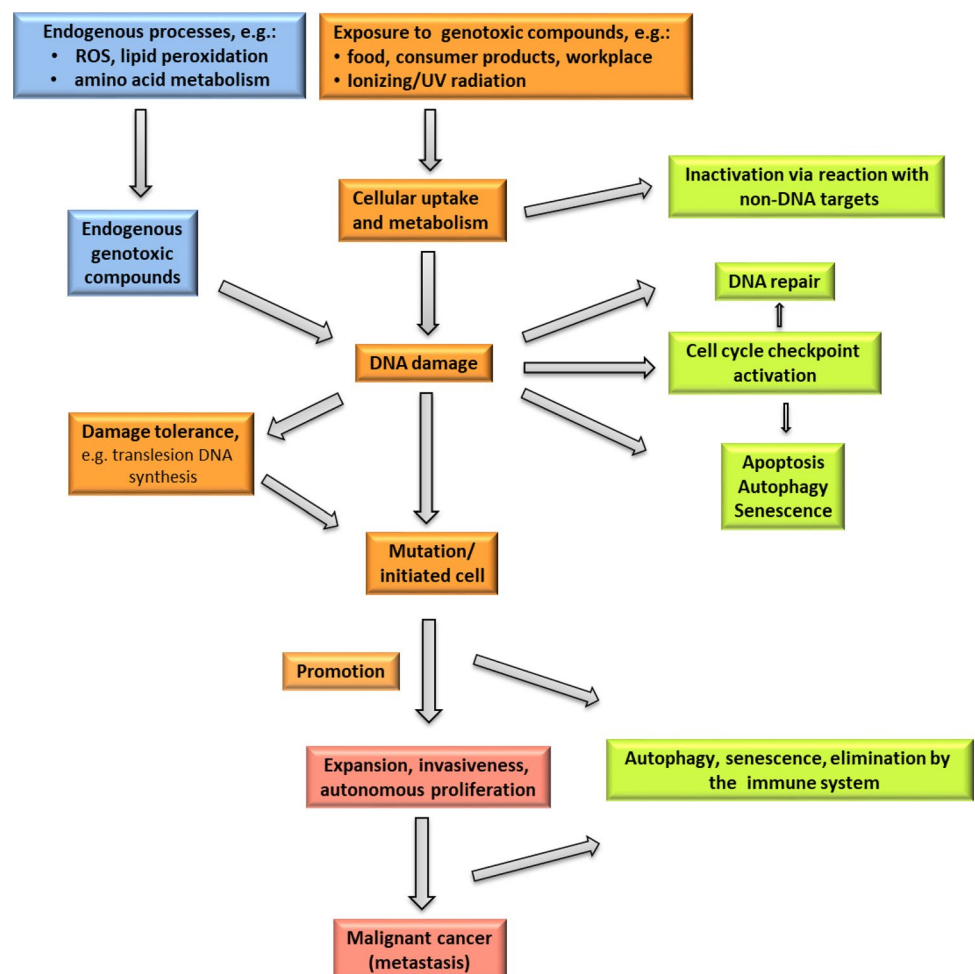 Endogenous processes, e.g.:
• ROS, lipid peroxidation
• amino acid metabolism
Exposure to genotoxic compounds, e.g.:
• food, consumer products, workplace
• Ionizing/UV radiation
Cellular uptake
and metabolism
Inactivation via reaction with
non-DNA targets
Endogenous
genotoxic
compounds
DNA repair
DNA damage
Cell cycle checkpoint
activation
Damage tolerance,
e.g. translesion DNA
synthesis
Apoptosis
Autophagy
Senescence
Mutation/
initiated cell
Promotion
Expansion, invasiveness,
autonomous proliferation
Autophagy, senescence, elimination by
the immune system
Malignant cancer
(metastasis)